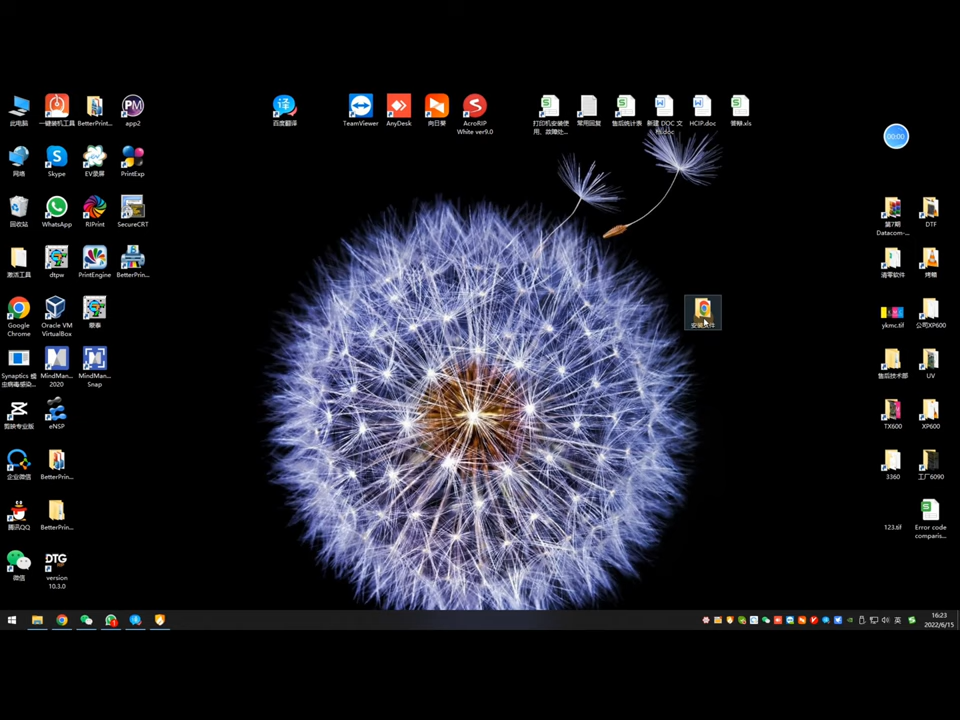 此电脑
一键装机工具
BetterPrint...
app2
百度翻译
TeamViewer
AnyDesk
向日葵
AcroRIP
White ver9.0
打印机安装使
用、故障处...
常用回复
售后统计表
新建 DOC 文
档.doc
HCIP.doc
答辩.xls
00:00
网络
Skype
EV录屏
PrintExp
回收站
WhatsApp
RIPrint
SecureCRT
第7期
Datacom-...
DTF
激活工具
dtpw
PrintEngine
BetterPrin...
清零软件
烤箱
Google
Chrome
Oracle VM
VirtualBox
蒙泰
安装软件
ykmc.tif
公司XP600
Synaptics 蠕
虫病毒感染...
MindMan...
2020
MindMan...
Snap
售后技术部
UV
剪映专业版
eNSP
TX600
XP600
企业微信
BetterPrin...
3360
工厂6090
腾讯QQ
BetterPrin...
123.tif
Error code
comparis...
微信
DTG
version
10.3.0
英
16:23
2022/6/15